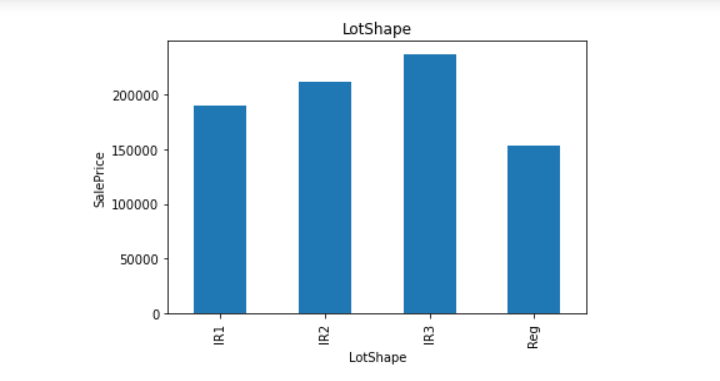 LotShape
200000
150000
100000
50000
0
SalePrice
IR1
IR2
IR3
Reg
LotShape